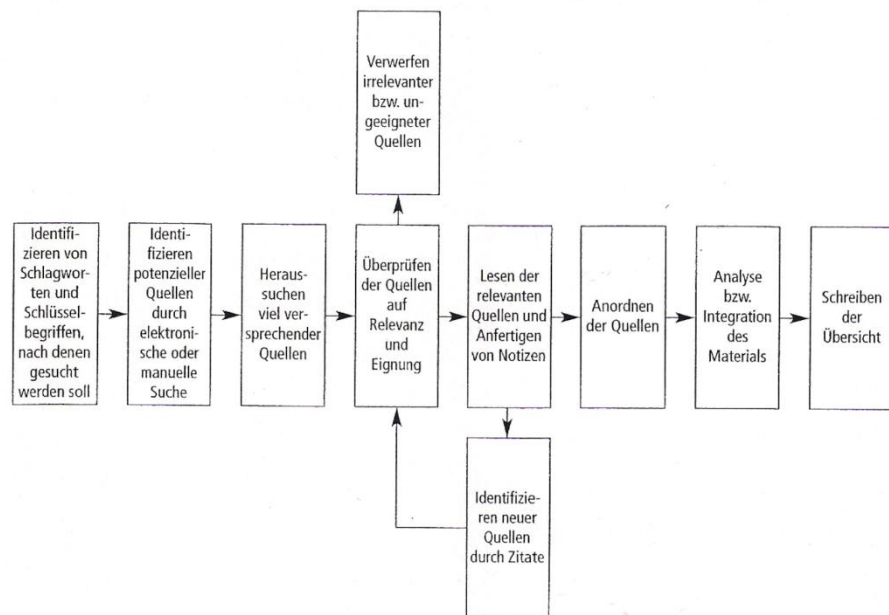 Verwerfen
irrelevanter
bzw. un-
geeigneter
Quellen
Identifi-
zieren von
Schlagwor-
ten und
Schlüssel-
begriffen,
nach denen
gesucht
werden soll
Identi-
fizieren
potenzieller
Quellen
durch
elektroni-
sche oder
manuelle
Suche
Heraus-
suchen
viel ver-
sprechender
Quellen
Überprüfen
der Quellen
auf
Relevanz
und
Eignung
Lesen der
relevanten
Quellen und
Anfertigen
von Notizen
Anordnen
der Quellen
Analyse
bzw.
Integration
des
Materials
Schreiben
der
Übersicht
Identifizie-
ren neuer
Quellen
durch Zitate